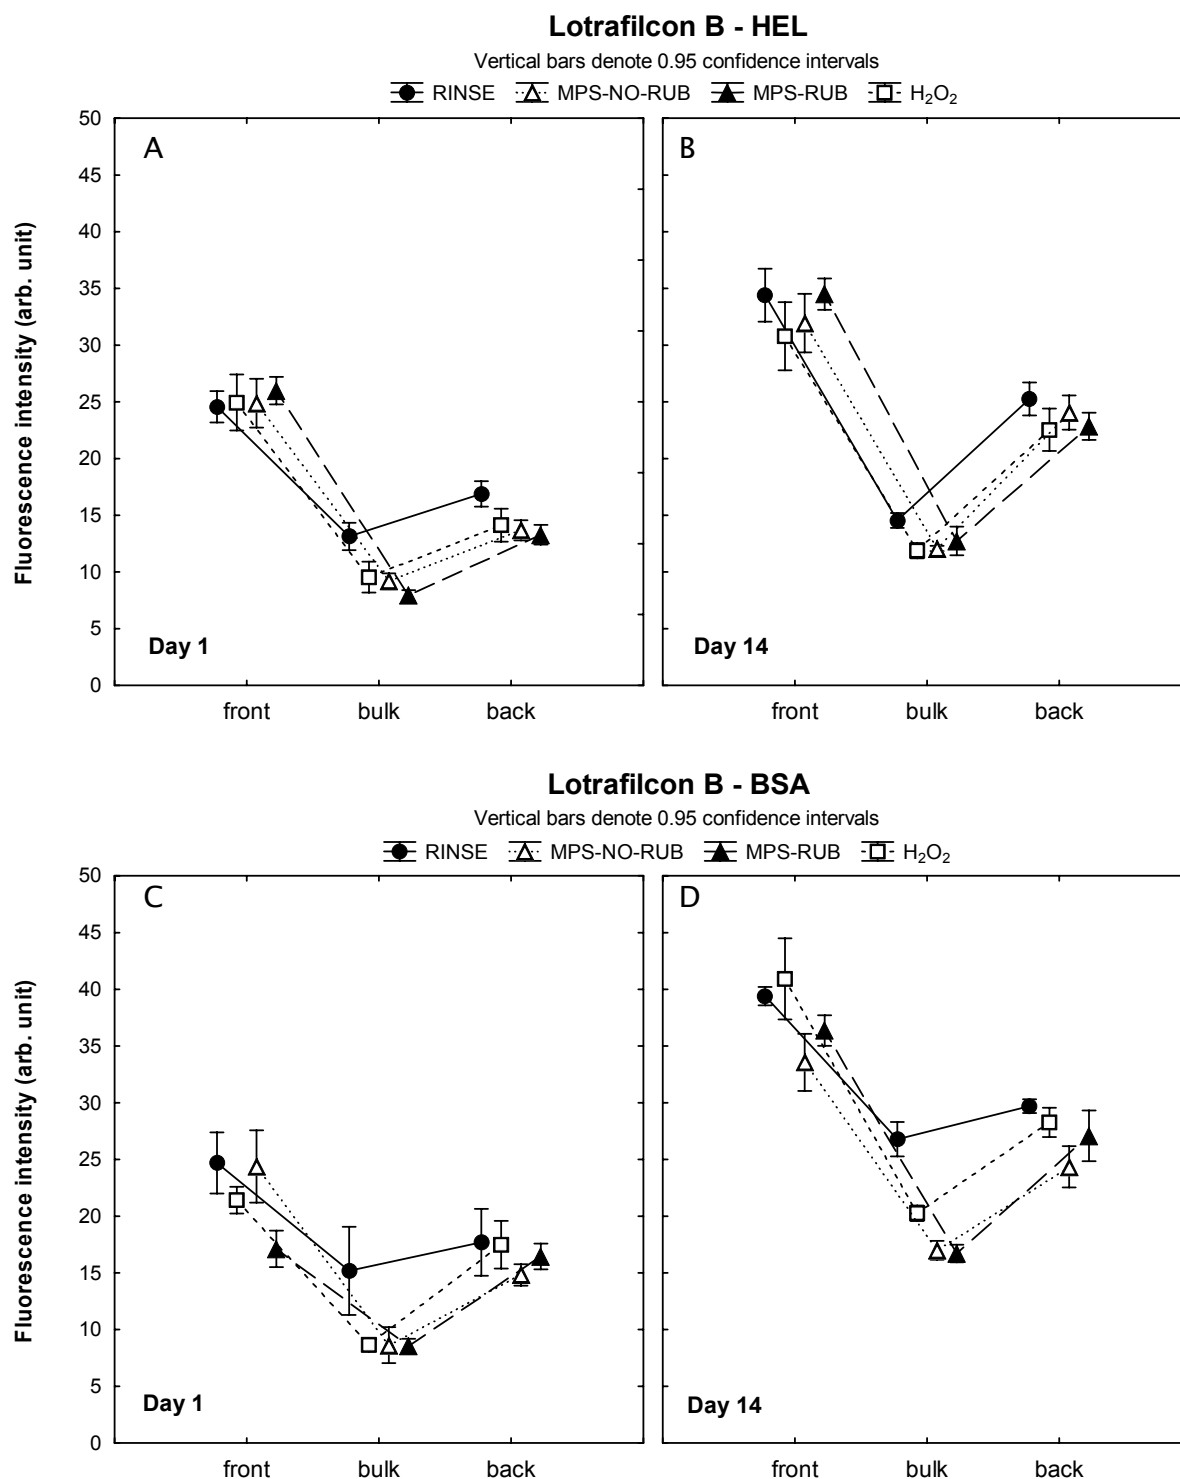 Lotrafilcon B - HEL
Vertical bars denote 0.95 confidence intervals
RINSE MPS-NO-RUB MPS-RUB H₂O₂
A
B
Fluorescence intensity (arb. unit)
50
45
40
35
30
25
20
15
10
5
0
Day 1
Day 14
front bulk back
front bulk back
Lotrafilcon B - BSA
Vertical bars denote 0.95 confidence intervals
RINSE MPS-NO-RUB MPS-RUB H₂O₂
C
D
Fluorescence intensity (arb. unit)
50
45
40
35
30
25
20
15
10
5
0
Day 1
Day 14
front bulk back
front bulk back